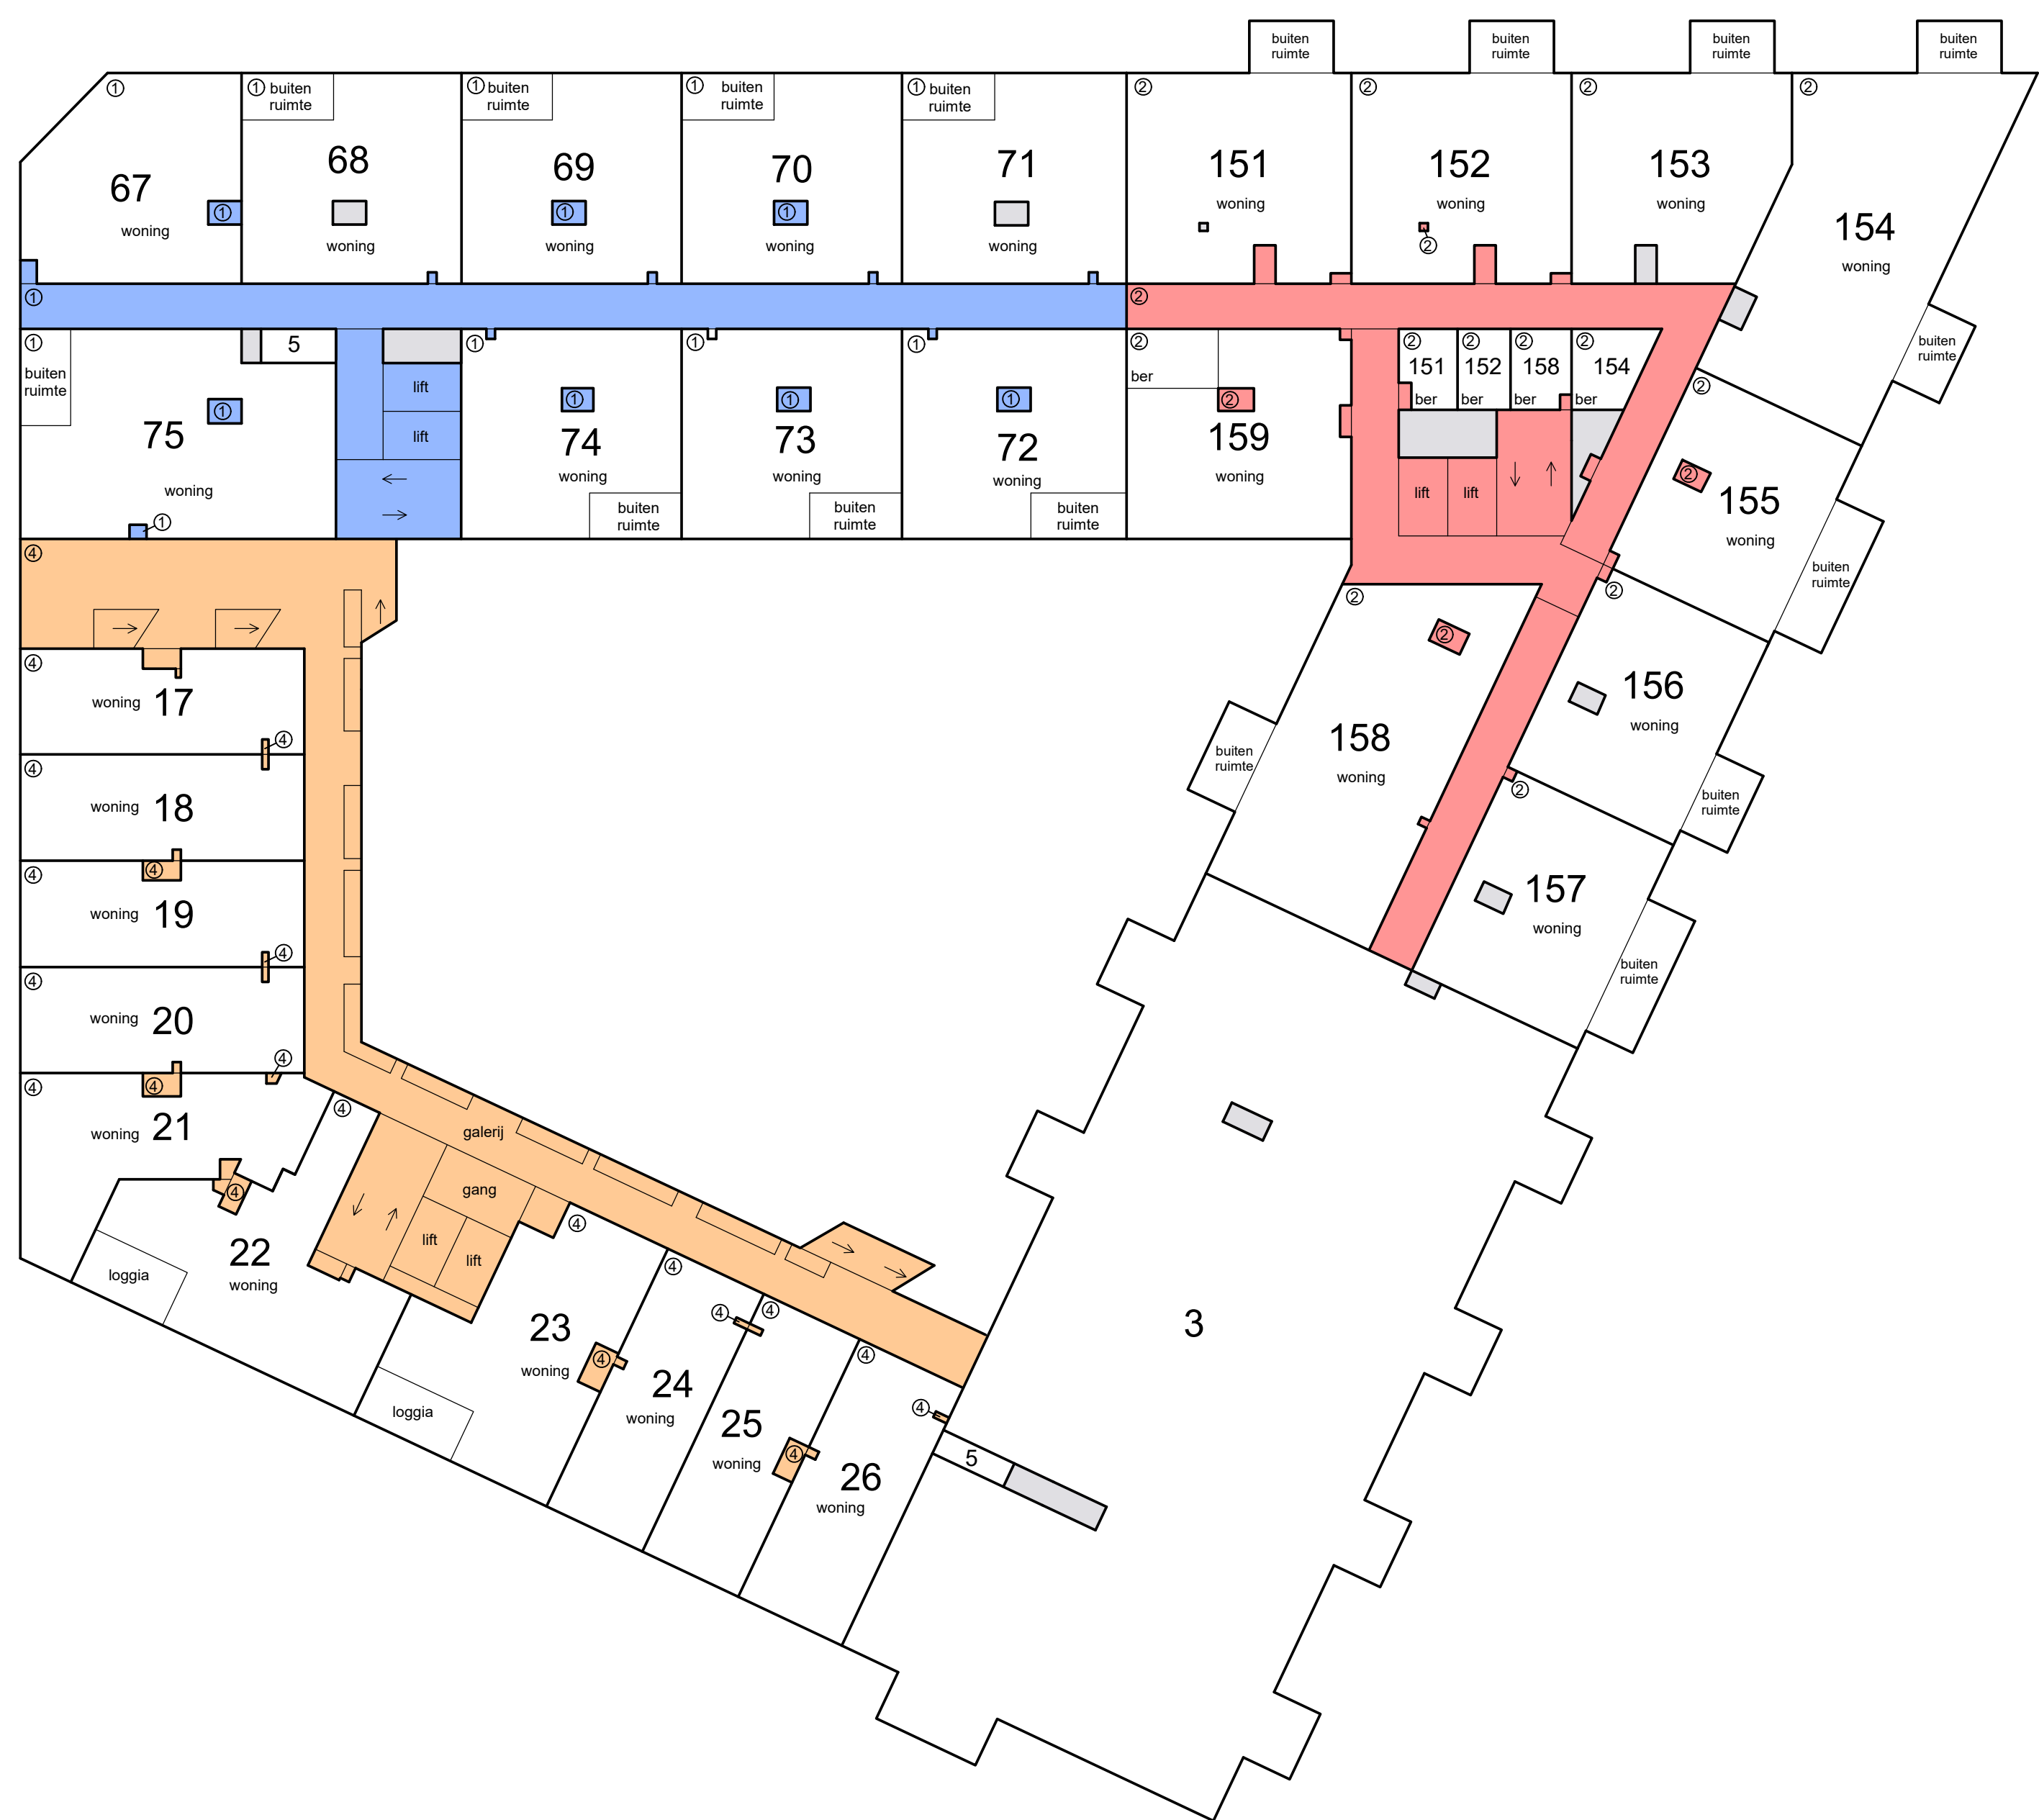 buiten
ruimte
buiten
ruimte
buiten
ruimte
buiten
ruimte
①
① buiten
ruimte
① buiten
ruimte
① buiten
ruimte
① buiten
ruimte
②
②
②
②
67
woning
①
68
woning
69
①
woning
70
①
woning
71
woning
151
woning
152
woning
②
153
woning
154
woning
buiten
ruimte
①
②
①
buiten
ruimte
5
①
75
woning
①
lift
lift
①
①
74
woning
buiten
ruimte
①
①
73
woning
buiten
ruimte
①
①
72
woning
buiten
ruimte
②
ber
②
159
woning
②
151
ber
②
152
ber
②
158
ber
②
154
ber
lift
lift
②
②
155
woning
buiten
ruimte
②
②
②
158
woning
buiten
ruimte
156
woning
buiten
ruimte
②
157
woning
buiten
ruimte
④
④
woning 17
④
④
woning 18
④
④
woning 19
④
④
woning 20
④
④
④
woning 21
④
④
22
woning
loggia
galerij
gang
lift
lift
④
23
woning
loggia
④
④
24
woning
④
④
25
woning
④
④
26
woning
④
5
3